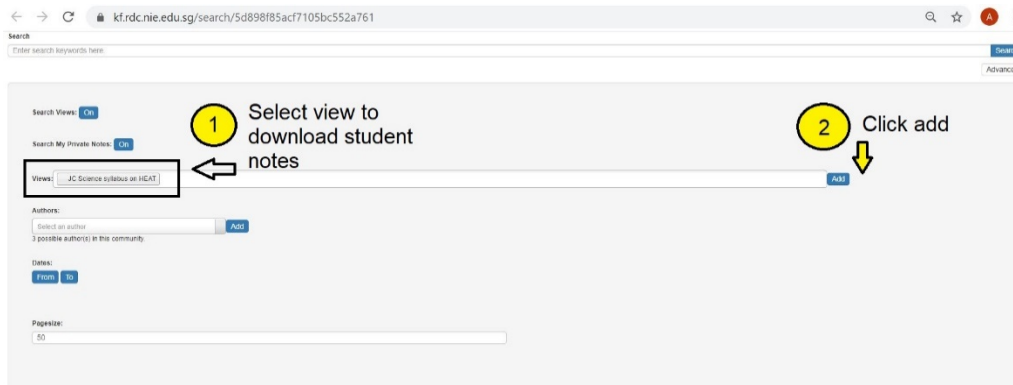 kf.rdc.nie.edu.sg/search/5d898f85acf7105bc552a761
A
Search
Enter search keywords here.
Sear
Advance
Search Views: On
1
Select view to
download student
notes
2
Click add
Search My Private Notes: On
Views: JC Science syllabus on HEAT
Add
Authors:
Select an author
Add
3 possible author(s) in this community.
Dates:
From To
Pagesize:
50